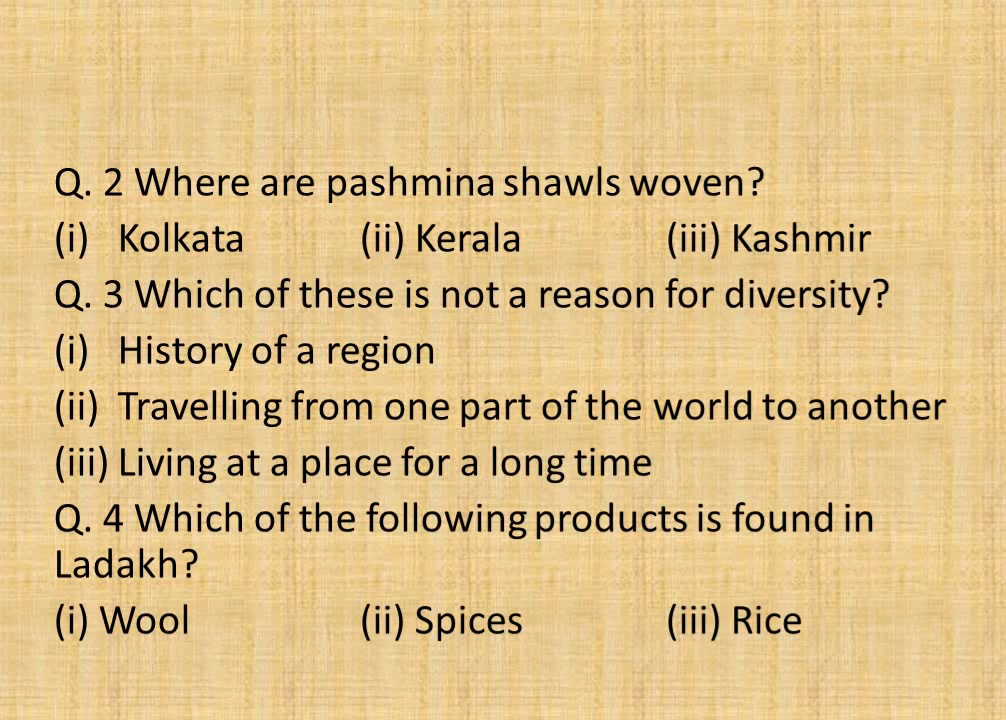 Q. 2 Where are pashmina shawls woven?
(i) Kolkata (ii) Kerala (iii) Kashmir
Q. 3 Which of these is not a reason for diversity?
(i) History of a region
(ii) Travelling from one part of the world to another
(iii) Living at a place for a long time
Q. 4 Which of the following products is found in
Ladakh?
(i) Wool (ii) Spices (iii) Rice